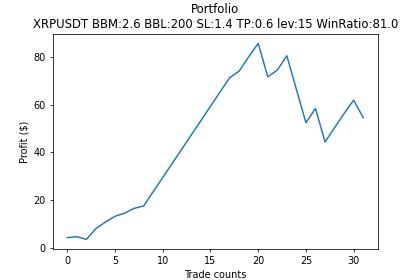 Portfolio
XRPUSDT BBM:2.6 BBL:200 SL:1.4 TP:0.6 lev:15 WinRatio:81.0
80
60
40
20
0
Profit ($)
0 5 10 15 20 25 30
Trade counts